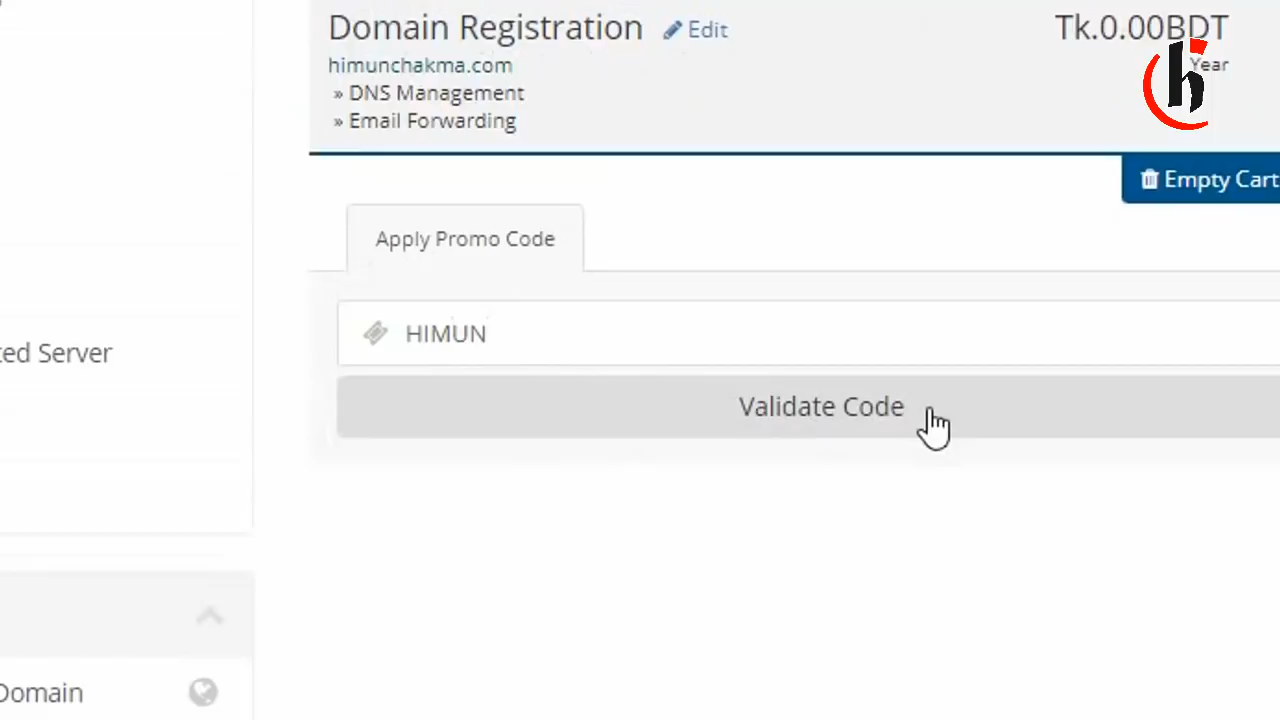 Domain Registration Edit
Tk.0.00BDT
himunchakma.com
Year
» DNS Management
» Email Forwarding
Empty Cart
Apply Promo Code
HIMUN
ted Server
Validate Code
Domain
h